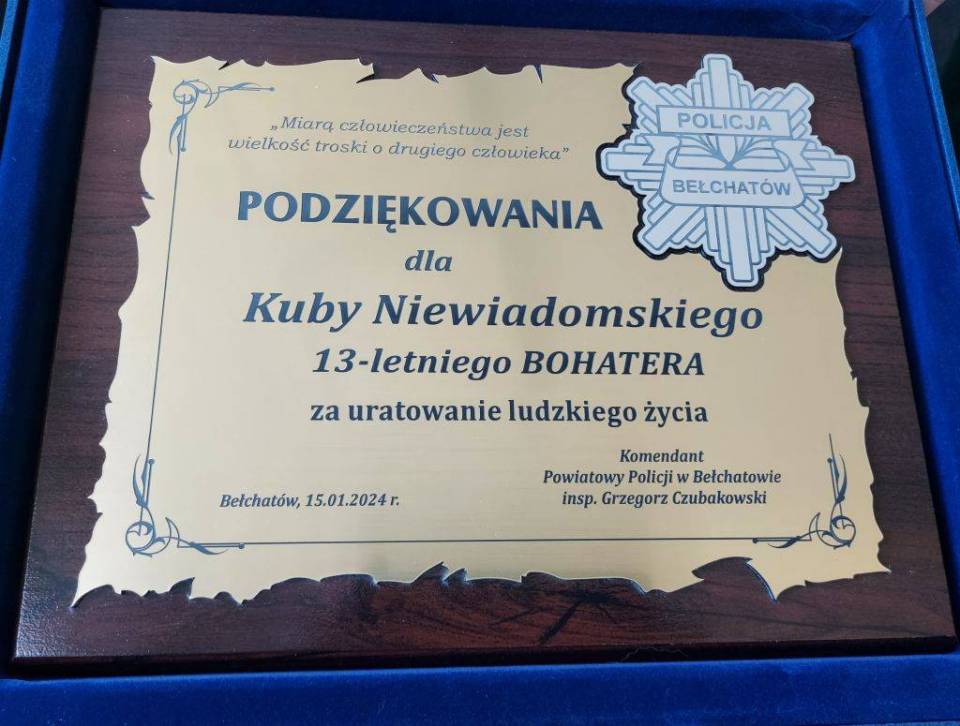 „Miarą człowieczeństwa jest
wielkość troski o drugiego człowieka”
POLICJA
BEŁCHATÓW
PODZIĘKOWANIA
dla
Kuby Niewiadomskiego
13-letniego BOHATERA
za uratowanie ludzkiego życia
Komendant
Powiatowy Policji w Bełchatowie
insp. Grzegorz Czubakowski
Bełchatów, 15.01.2024 r.